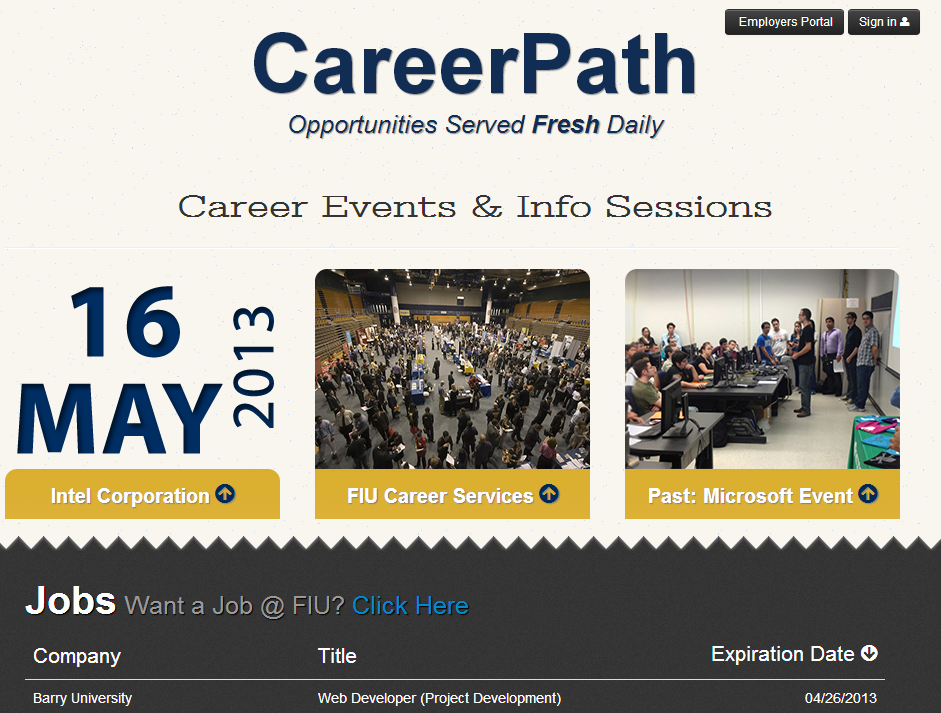 Employers Portal
Sign in
CareerPath
Opportunities Served Fresh Daily
Career Events & Info Sessions
16
MAY
2013
Intel Corporation
FIU Career Services
Past: Microsoft Event
Jobs Want a Job @ FIU? Click Here
Company Title Expiration Date
Barry University Web Developer (Project Development) 04/26/2013